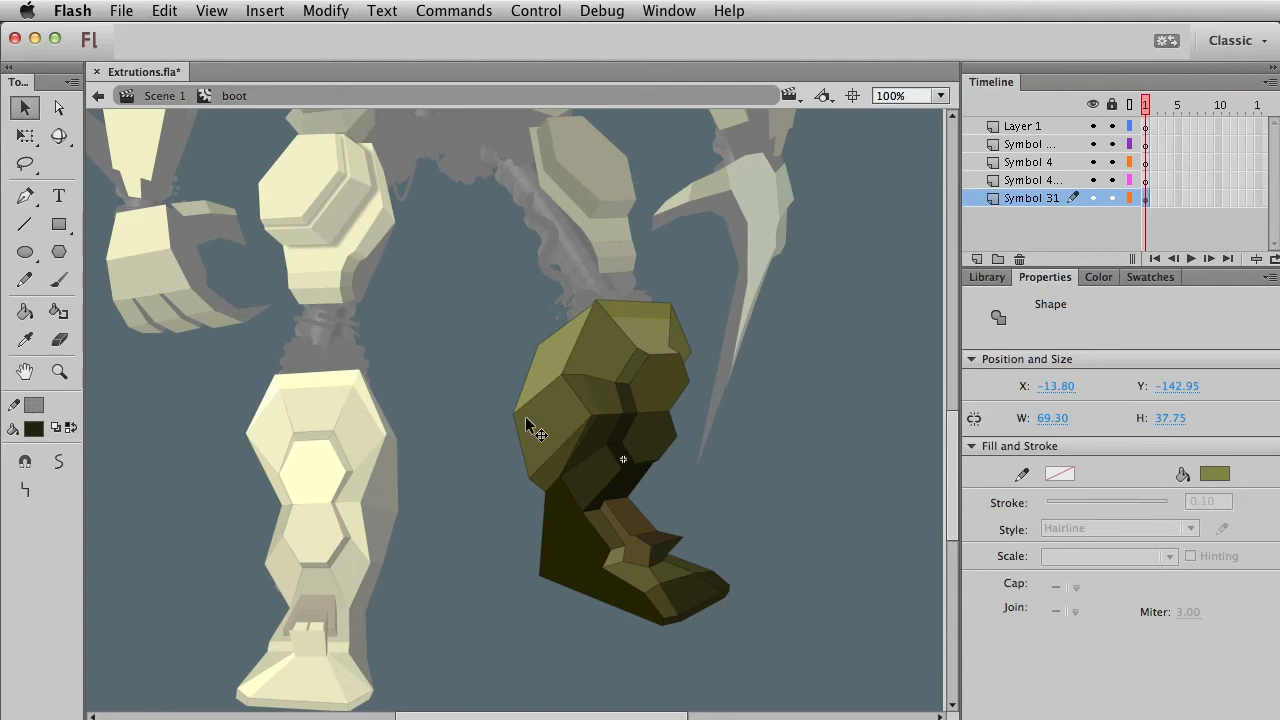 Flash File Edit View Insert Modify Text Commands Control Debug Window Help
Fl
Classic
To...
Extrutions.fla*
Timeline
Scene 1 boot
100%
1 5 10 1
Layer 1
Symbol ...
Symbol 4
Symbol 4...
Symbol 31
Library Properties Color Swatches
Shape
Position and Size
X: -13.80 Y: -142.95
W: 69.30 H: 37.75
Fill and Stroke
Stroke: 0.10
Style: Hairline
Scale: Hinting
Cap:
Join: Miter: 3.00